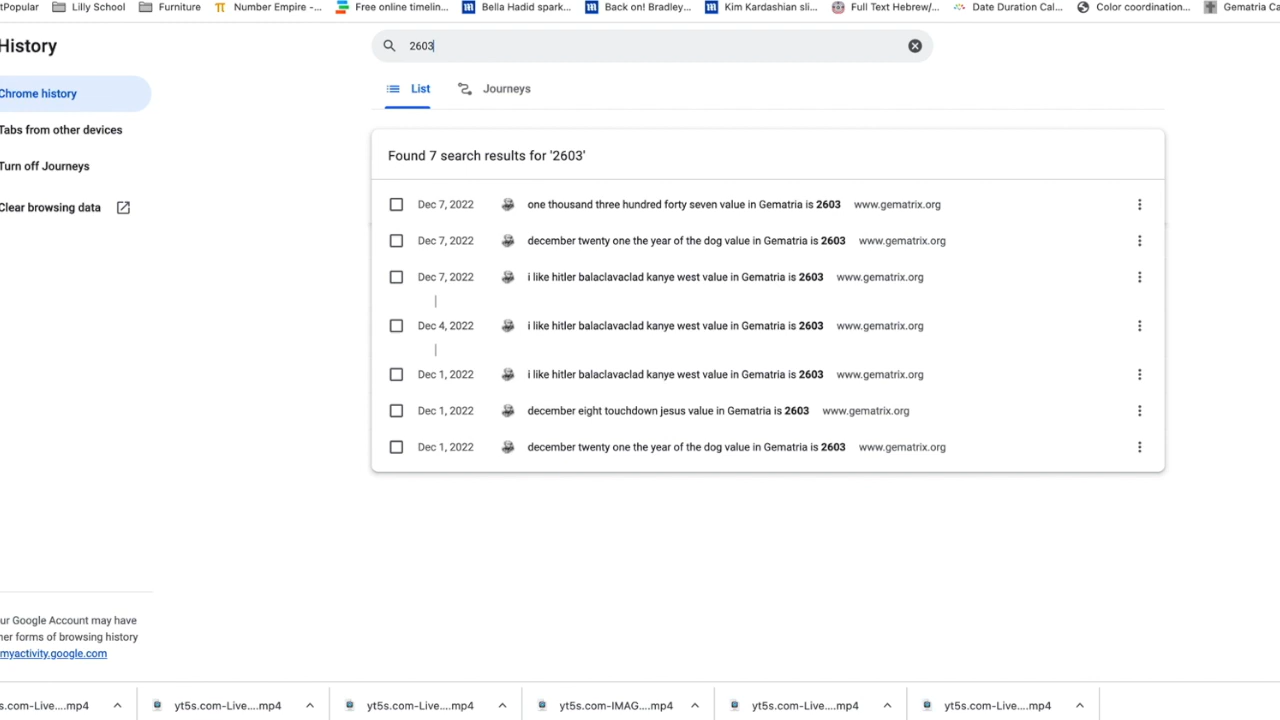 tPopular Lilly School Furniture Number Empire -... Free online timelin... Bella Hadid spark... Back on! Bradley... Kim Kardashian sli... Full Text Hebrew/... Date Duration Cal... Color coordination... Gematria Ca
History
2603
Chrome history
List Journeys
Tabs from other devices
Found 7 search results for '2603'
Turn off Journeys
Clear browsing data
Dec 7, 2022 one thousand three hundred forty seven value in Gematria is 2603 www.gematrix.org
Dec 7, 2022 december twenty one the year of the dog value in Gematria is 2603 www.gematrix.org
Dec 7, 2022 i like hitler balaclavaclad kanye west value in Gematria is 2603 www.gematrix.org
Dec 4, 2022 i like hitler balaclavaclad kanye west value in Gematria is 2603 www.gematrix.org
Dec 1, 2022 i like hitler balaclavaclad kanye west value in Gematria is 2603 www.gematrix.org
Dec 1, 2022 december eight touchdown jesus value in Gematria is 2603 www.gematrix.org
Dec 1, 2022 december twenty one the year of the dog value in Gematria is 2603 www.gematrix.org
ur Google Account may have
her forms of browsing history
myactivity.google.com
s.com-Live....mp4 yt5s.com-Live....mp4 yt5s.com-Live....mp4 yt5s.com-IMAG....mp4 yt5s.com-Live....mp4 yt5s.com-Live....mp4